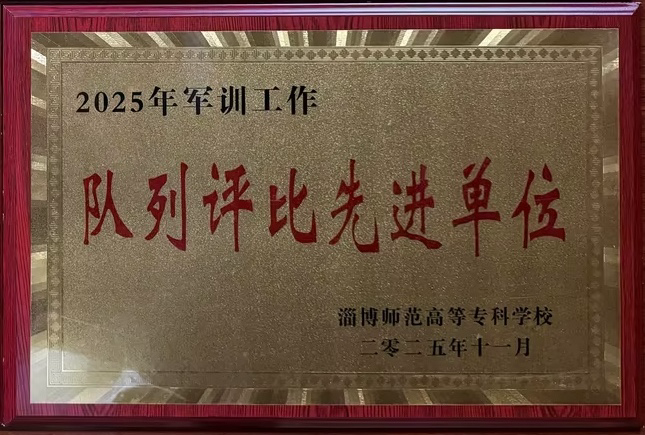 2025年军训工作
队列评比先进单位
淄博师范高等专科学校
二零二五年十一月